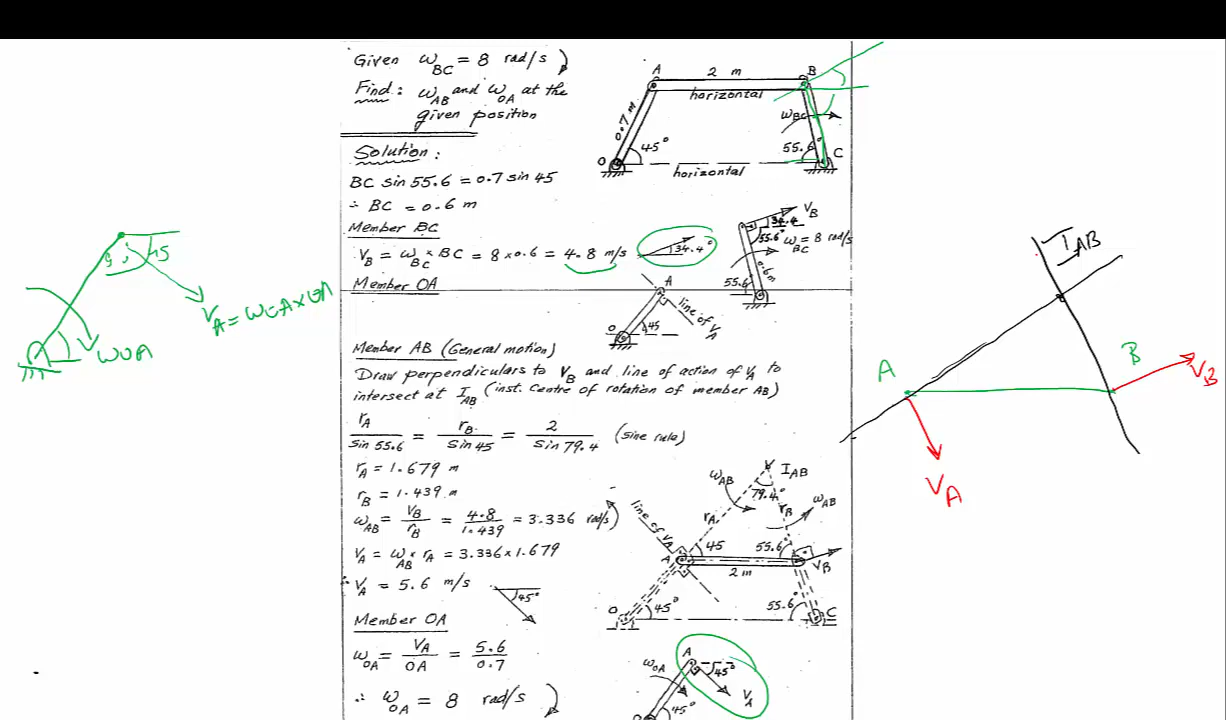 Given ω_BC = 8 rad/s
Find: ω_AB and ω_OA at the
given position
Solution:
BC sin 55.6 = 0.7 sin 45
∴ BC = 0.6 m
Member BC
V_B = ω_BC × BC = 8 × 0.6 = 4.8 m/s
34.4°
Member OA
Member AB (General motion)
Draw perpendiculars to V_B and line of action of V_A to
intersect at I_AB (inst. centre of rotation of member AB)
r_A / sin 55.6 = r_B / sin 45 = 2 / sin 79.4 (sine rule)
r_A = 1.679 m
r_B = 1.439 m
ω_AB = V_B / r_B = 4.8 / 1.439 = 3.336 rad/s
V_A = ω_AB × r_A = 3.336 × 1.679
∴ V_A = 5.6 m/s
45°
Member OA
ω_OA = V_A / OA = 5.6 / 0.7
∴ ω_OA = 8 rad/s
A
2 m
B
horizontal
0.7 m
ω_BC
O
45°
55.6°
C
horizontal
V_B
34.4
55.6°
ω_BC = 8 rad/s
0.6m
55.6°
A
line of V_A
O
45
I_AB
ω_AB
79.4°
ω_AB
r_A
r_B
line of V_A
A
45
55.6°
V_B
2 m
O
45°
55.6°
C
A
ω_OA
45°
V_A
45°
45
V_A = ωOA × OA
ωOA
I_AB
A
B
V_B
V_A